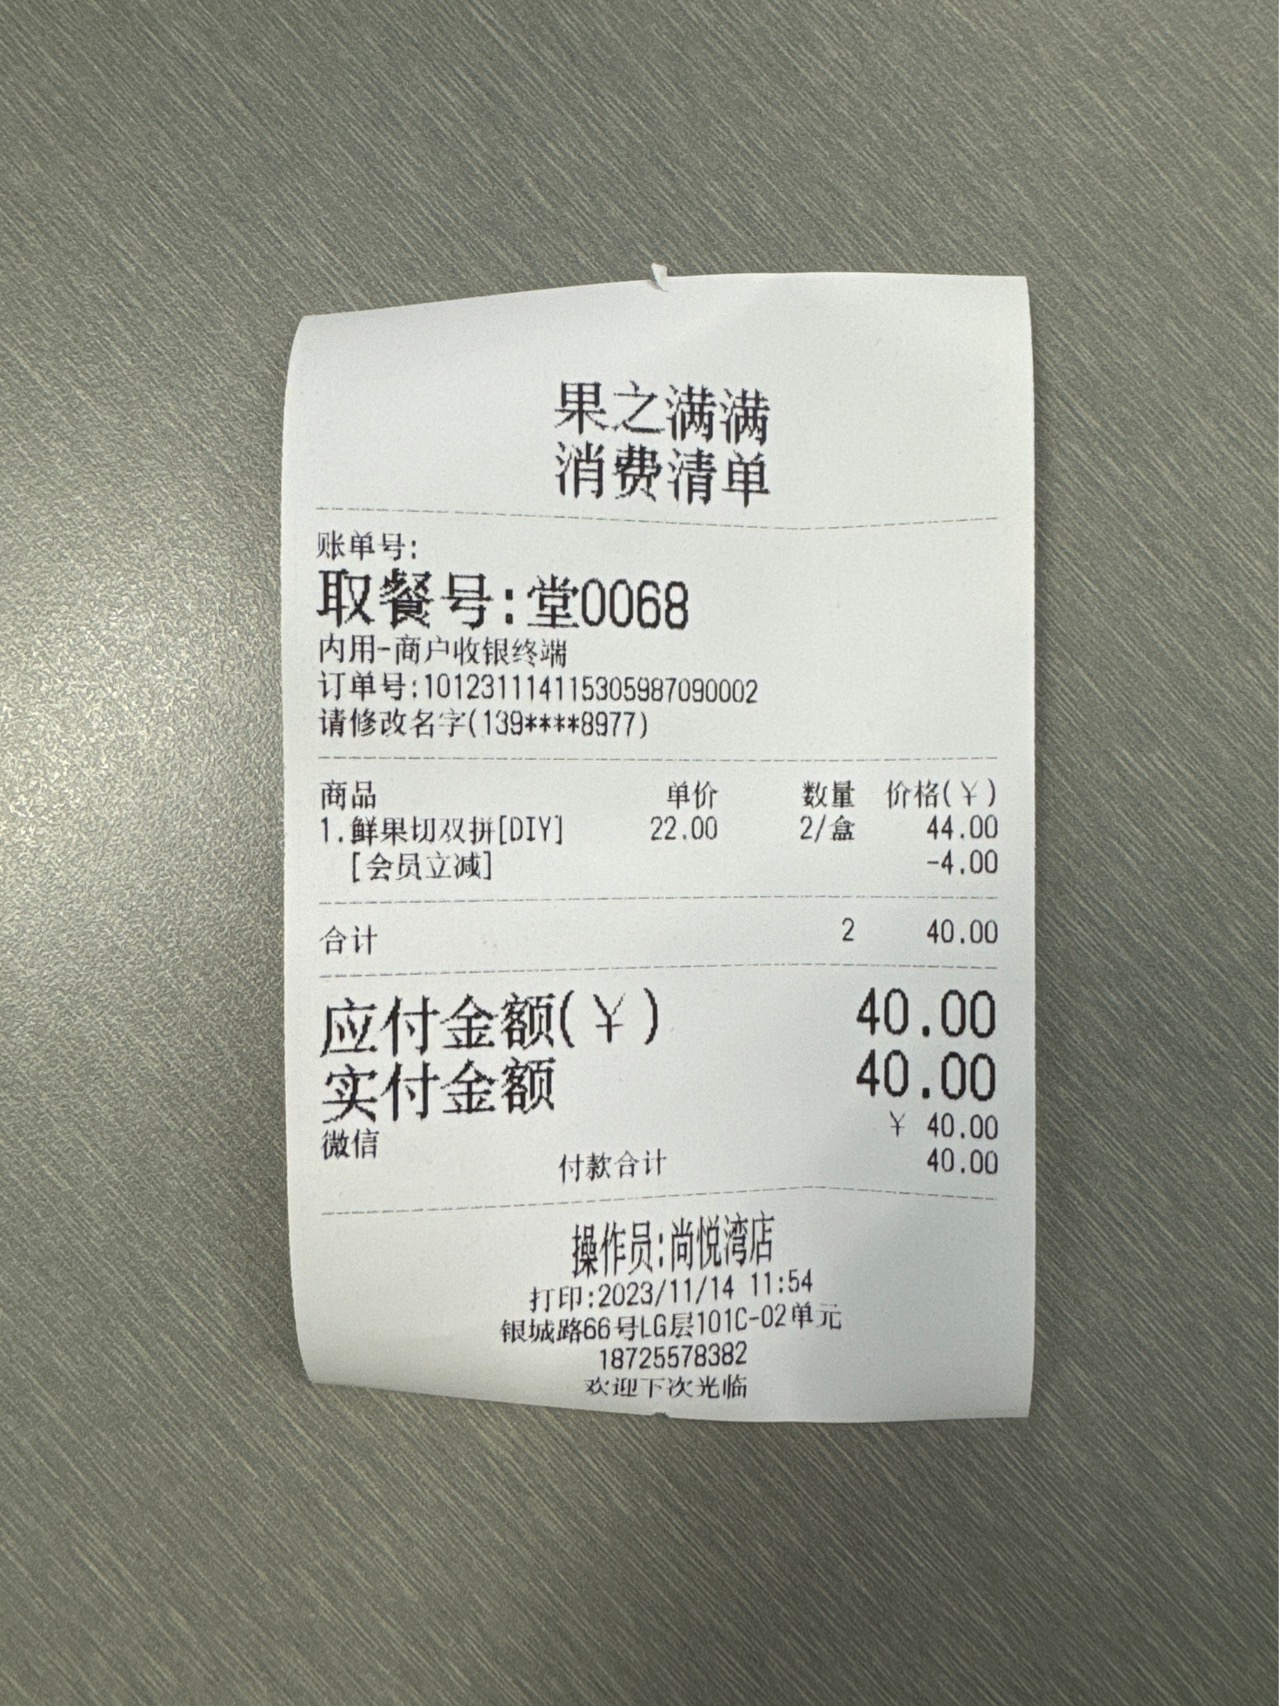 果之满满
消费清单
账单号:
取餐号:堂0068
内用-商户收银终端
订单号:101231114115305987090002
请修改名字(139****8977)
商品 单价 数量 价格(¥)
1.鲜果切双拼[DIY] 22.00 2/盒 44.00
[会员立减] -4.00
合计 2 40.00
应付金额(¥) 40.00
实付金额 40.00
微信 ¥ 40.00
付款合计 40.00
操作员:尚悦湾店
打印:2023/11/14 11:54
银城路66号LG层101C-02单元
18725578382
欢迎下次光临